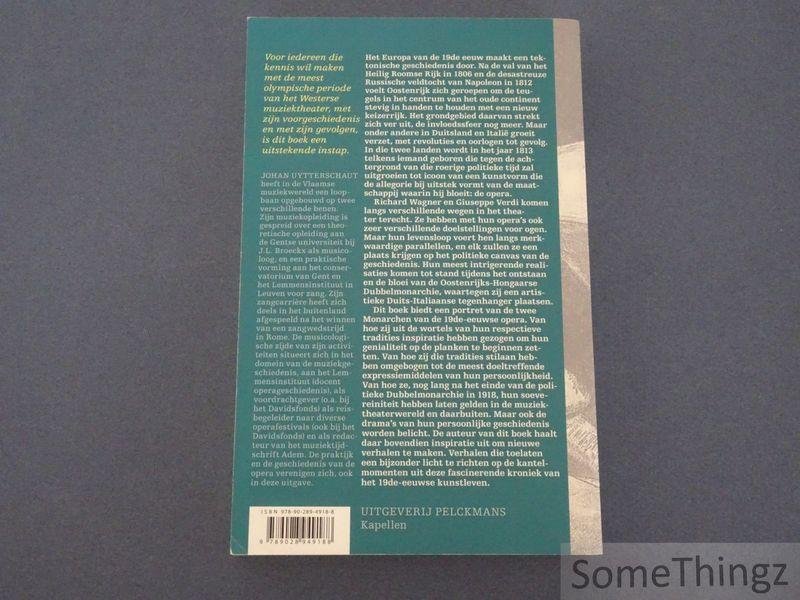 Voor iedereen die
kennis wil maken
met de meest
olympische periode
van het Westerse
muziektheater, met
zijn voorgeschiedenis
en met zijn gevolgen,
is dit boek een
uitstekende instap.
JOHAN UYTTERSCHAUT
heeft in de Vlaamse
muziekwereld een loop-
baan opgebouwd op twee
verschillende benen.
Zijn muziekopleiding is
gespreid over een theo-
retische opleiding aan
de Gentse universiteit bij
J.L. Broeckx als musico-
loog, en een praktische
vorming aan het conser-
vatorium van Gent en
het Lemmensinstituut in
Leuven voor zang. Zijn
zangcarrière heeft zich
deels in het buitenland
afgespeeld na het winnen
van een zangwedstrijd
in Rome. De musicologi-
sche zijde van zijn activi-
teiten situeert zich in het
domein van de muziekge-
schiedenis, aan het Lem-
mensinstituut (docent
operageschiedenis), als
voordrachtgever (o.a. bij
het Davidsfonds) als reis-
begeleider naar diverse
operafestivals (ook bij het
Davidsfonds) en als redac-
teur van het muziektijd-
schrift Adem. De praktijk
en de geschiedenis van de
opera verenigen zich, ook
in deze uitgave.
Het Europa van de 19de eeuw maakt een tek-
tonische geschiedenis door. Na de val van het
Heilig Roomse Rijk in 1806 en de desastreuze
Russische veldtocht van Napoleon in 1812
voelt Oostenrijk zich geroepen om de teu-
gels in het centrum van het oude continent
stevig in handen te houden met een nieuw
keizerrijk. Het grondgebied daarvan strekt
zich ver uit, de invloedssfeer nog meer. Maar
onder andere in Duitsland en Italië groeit
verzet, met revoluties en oorlogen tot gevolg.
In die twee landen wordt in het jaar 1813
telkens iemand geboren die tegen de ach-
tergrond van die roerige politieke tijd zal
uitgroeien tot icoon van een kunstvorm die
de allegorie bij uitstek vormt van de maat-
schappij waarin hij bloeit: de opera.
Richard Wagner en Giuseppe Verdi komen
langs verschillende wegen in het thea-
ter terecht. Ze hebben met hun opera's ook
zeer verschillende doelstellingen voor ogen.
Maar hun levensloop voert hen langs merk-
waardige parallellen, en elk zullen ze een
plaats krijgen op het politieke canvas van de
geschiedenis. Hun meest intrigerende reali-
saties komen tot stand tijdens het ontstaan
en de bloei van de Oostenrijks-Hongaarse
Dubbelmonarchie, waartegen zij een artis-
tieke Duits-Italiaanse tegenhanger plaatsen.
Dit boek biedt een portret van de twee
Monarchen van de 19de-eeuwse opera. Van
hoe zij uit de wortels van hun respectieve
tradities inspiratie hebben gezogen om hun
genialiteit op de planken te beginnen zet-
ten. Van hoe zij die tradities stilaan heb-
ben omgebogen tot de meest doeltreffende
expressiemiddelen van hun persoonlijkheid.
Van hoe ze, nog lang na het einde van de poli-
tieke Dubbelmonarchie in 1918, hun soeve-
reiniteit hebben laten gelden in de muziek-
theaterwereld en daarbuiten. Maar ook de
drama's van hun persoonlijke geschiedenis
worden belicht. De auteur van dit boek haalt
daar bovendien inspiratie uit om nieuwe
verhalen te maken. Verhalen die toelaten
een bijzonder licht te richten op de kantel-
momenten uit deze fascinerende kroniek van
het 19de-eeuwse kunstleven.
UITGEVERIJ PELCKMANS
Kapellen
ISBN 978-90-289-4918-8
9 789028 949188
SomeThingz